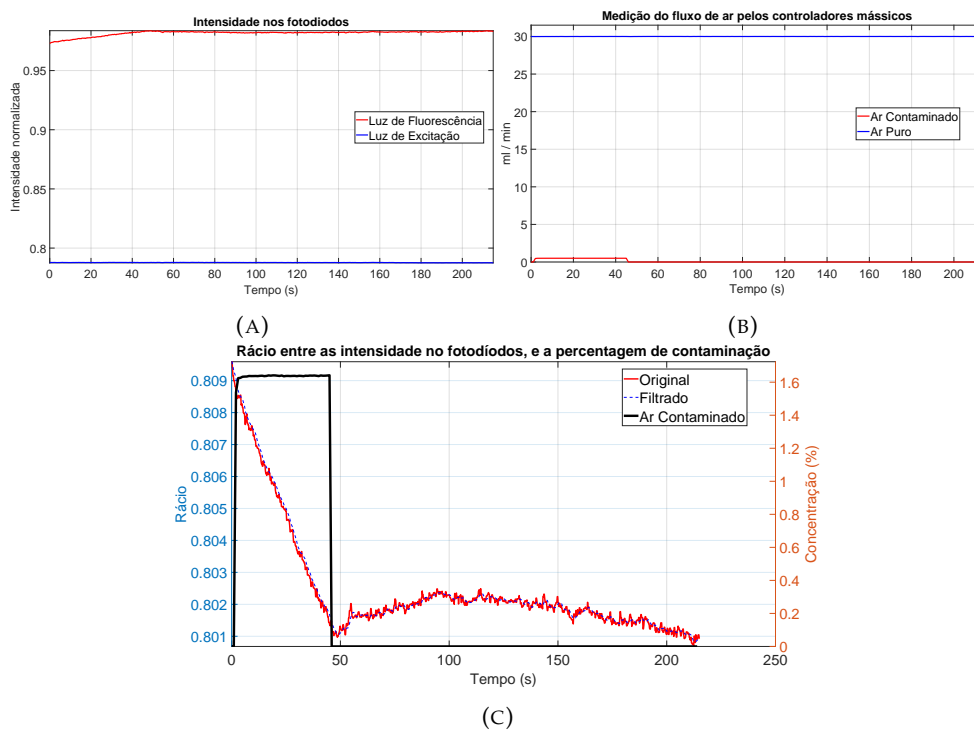 Intensidade nos fotodiodos
Intensidade normalizada
0.95
0.9
0.85
0.8
Luz de Fluorescência
Luz de Excitação
0 20 40 60 80 100 120 140 160 180 200
Tempo (s)
(A)
Medição do fluxo de ar pelos controladores mássicos
ml / min
30
25
20
15
10
5
0
Ar Contaminado
Ar Puro
0 20 40 60 80 100 120 140 160 180 200
Tempo (s)
(B)
Rácio entre as intensidade no fotodíodos, e a percentagem de contaminação
Rácio
0.809
0.808
0.807
0.806
0.805
0.804
0.803
0.802
0.801
Original
Filtrado
Ar Contaminado
1.6
1.4
1.2
1
0.8
0.6
0.4
0.2
0
Concentração (%)
0 50 100 150 200 250
Tempo (s)
(C)